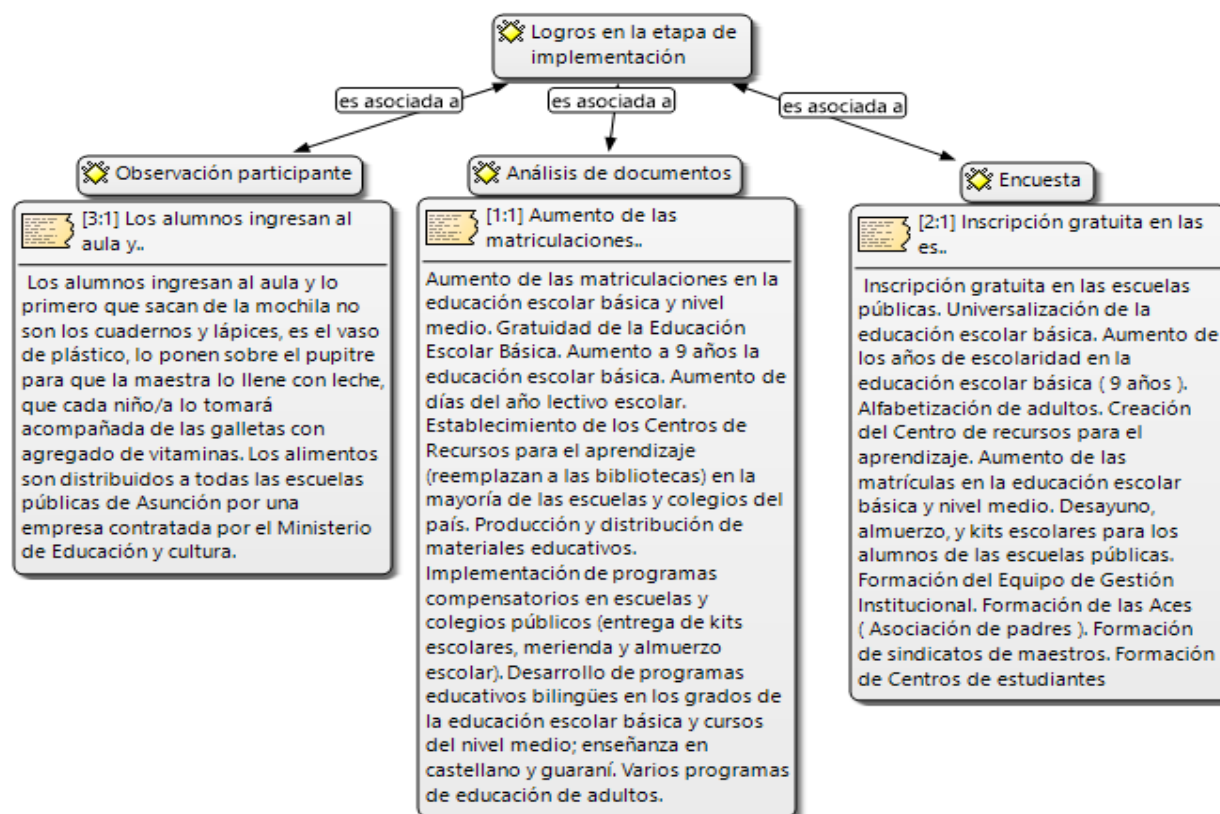 Logros en la etapa de
implementación
es asociada a
es asociada a
es asociada a
Observación participante
[3:1] Los alumnos ingresan al
aula y..
Los alumnos ingresan al aula y lo
primero que sacan de la mochila no
son los cuadernos y lápices, es el vaso
de plástico, lo ponen sobre el pupitre
para que la maestra lo llene con leche,
que cada niño/a lo tomará
acompañada de las galletas con
agregado de vitaminas. Los alimentos
son distribuidos a todas las escuelas
públicas de Asunción por una
empresa contratada por el Ministerio
de Educación y cultura.
Análisis de documentos
[1:1] Aumento de las
matriculaciones..
Aumento de las matriculaciones en la
educación escolar básica y nivel
medio. Gratuidad de la Educación
Escolar Básica. Aumento a 9 años la
educación escolar básica. Aumento de
días del año lectivo escolar.
Establecimiento de los Centros de
Recursos para el aprendizaje
(reemplazan a las bibliotecas) en la
mayoría de las escuelas y colegios del
país. Producción y distribución de
materiales educativos.
Implementación de programas
compensatorios en escuelas y
colegios públicos (entrega de kits
escolares, merienda y almuerzo
escolar). Desarrollo de programas
educativos bilingües en los grados de
la educación escolar básica y cursos
del nivel medio; enseñanza en
castellano y guaraní. Varios programas
de educación de adultos.
Encuesta
[2:1] Inscripción gratuita en las
es..
Inscripción gratuita en las escuelas
públicas. Universalización de la
educación escolar básica. Aumento de
los años de escolaridad en la
educación escolar básica ( 9 años ).
Alfabetización de adultos. Creación
del Centro de recursos para el
aprendizaje. Aumento de las
matrículas en la educación escolar
básica y nivel medio. Desayuno,
almuerzo, y kits escolares para los
alumnos de las escuelas públicas.
Formación del Equipo de Gestión
Institucional. Formación de las Aces
( Asociación de padres ). Formación
de sindicatos de maestros. Formación
de Centros de estudiantes